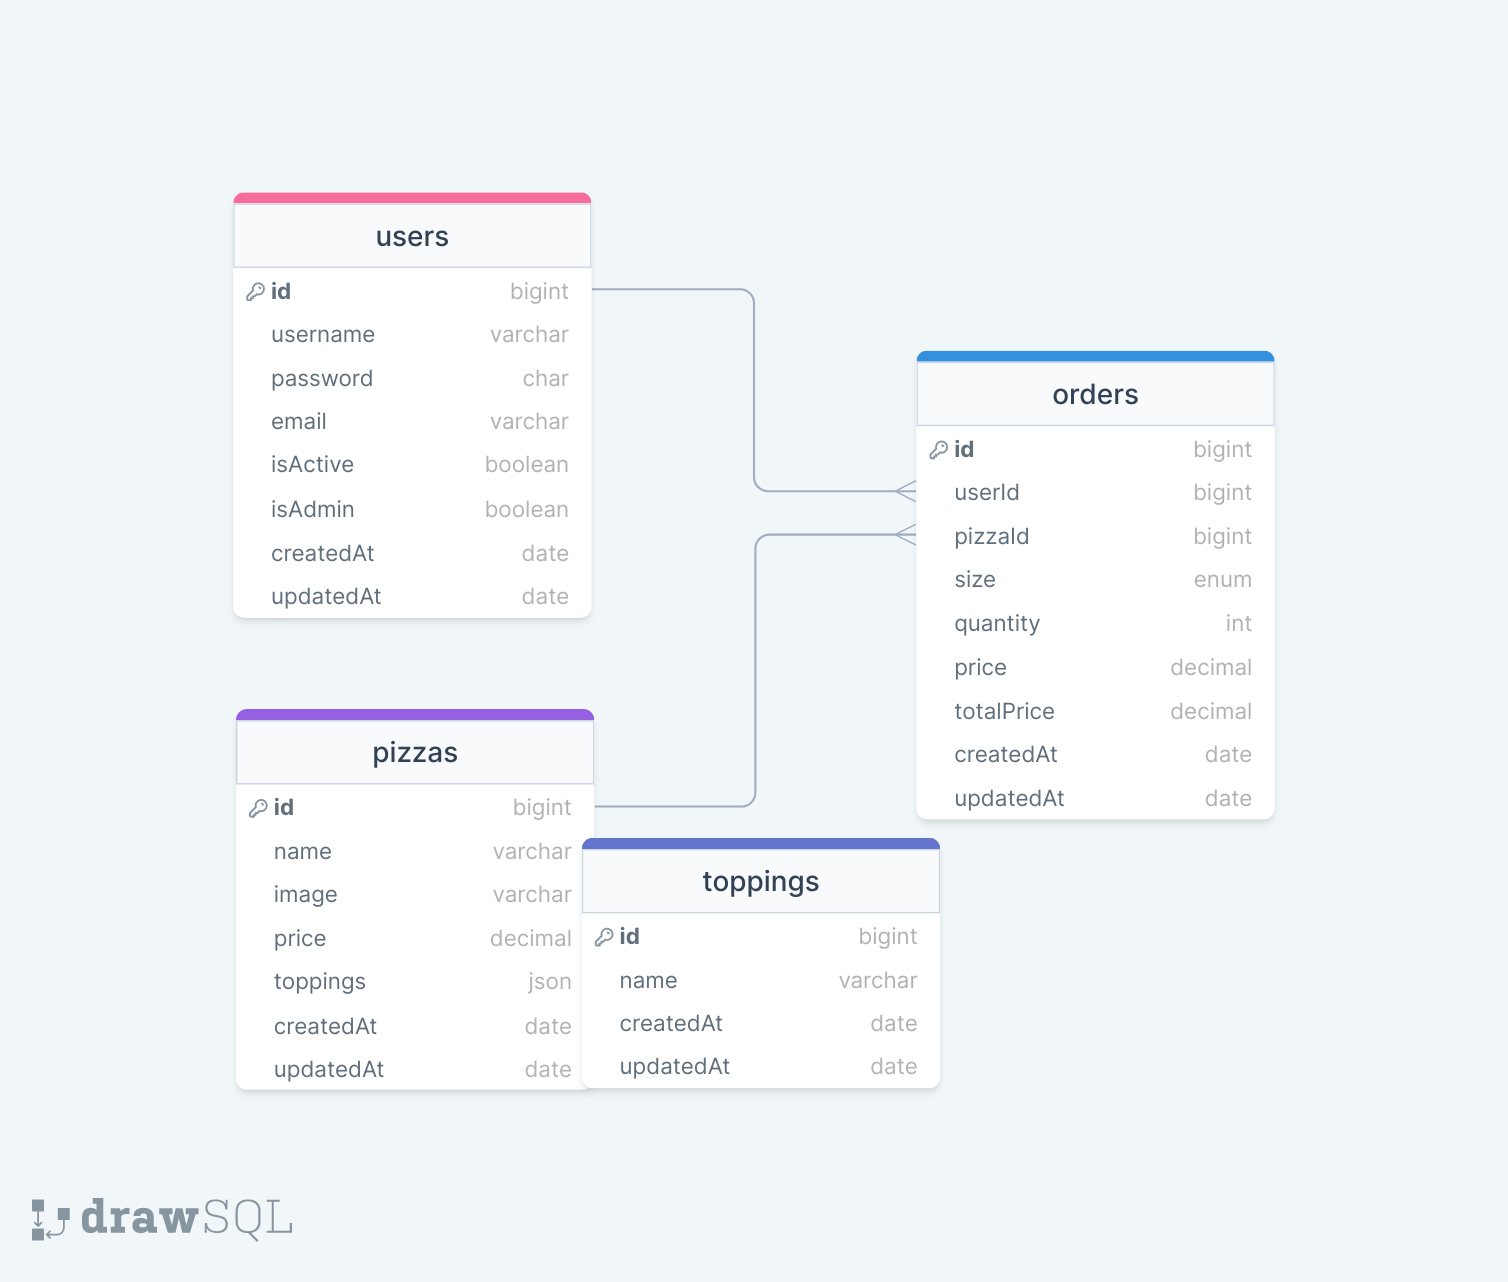 users
id bigint
username varchar
password char
email varchar
isActive boolean
isAdmin boolean
createdAt date
updatedAt date
orders
id bigint
userId bigint
pizzaId bigint
size enum
quantity int
price decimal
totalPrice decimal
createdAt date
updatedAt date
pizzas
id bigint
name varchar
image varchar
price decimal
toppings json
createdAt date
updatedAt date
toppings
id bigint
name varchar
createdAt date
updatedAt date
drawSQL